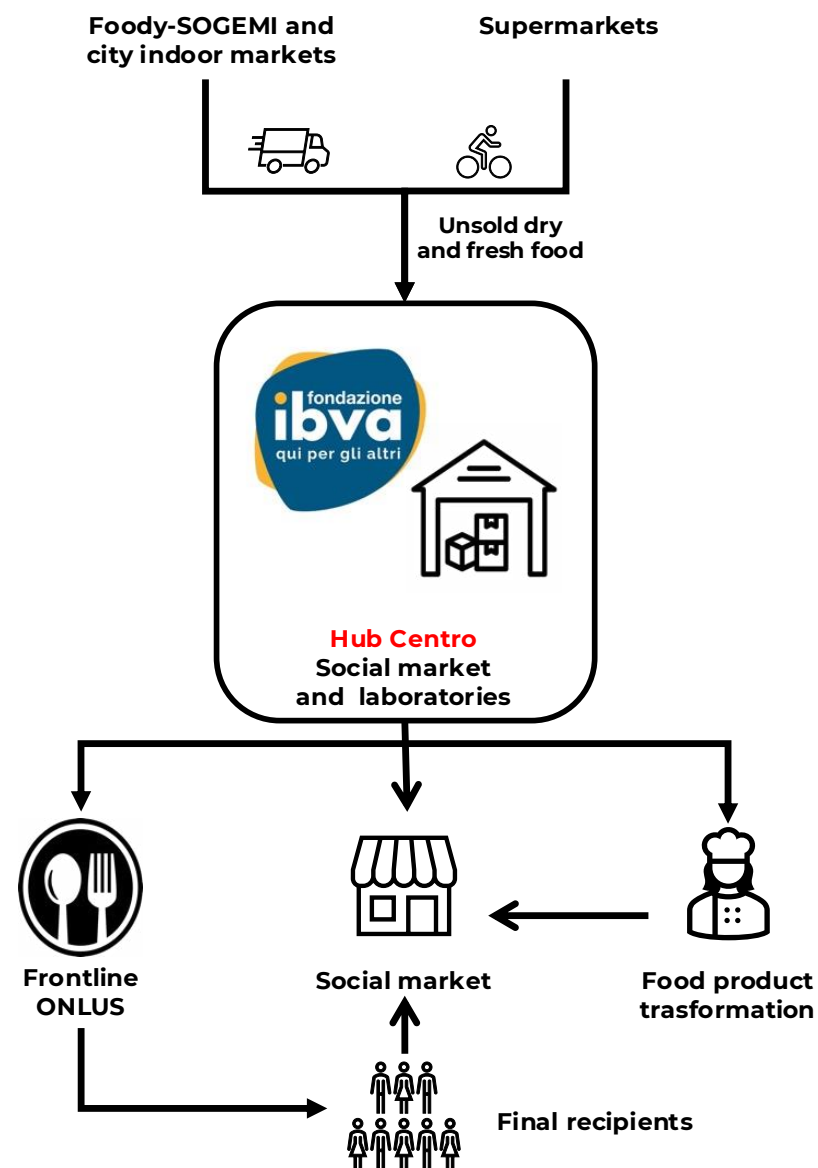 Foody-SOGEMI and
city indoor markets
Supermarkets
Unsold dry
and fresh food
fondazione
ibva
qui per gli altri
Hub Centro
Social market
and laboratories
Frontline
ONLUS
Social market
Food product
trasformation
Final recipients